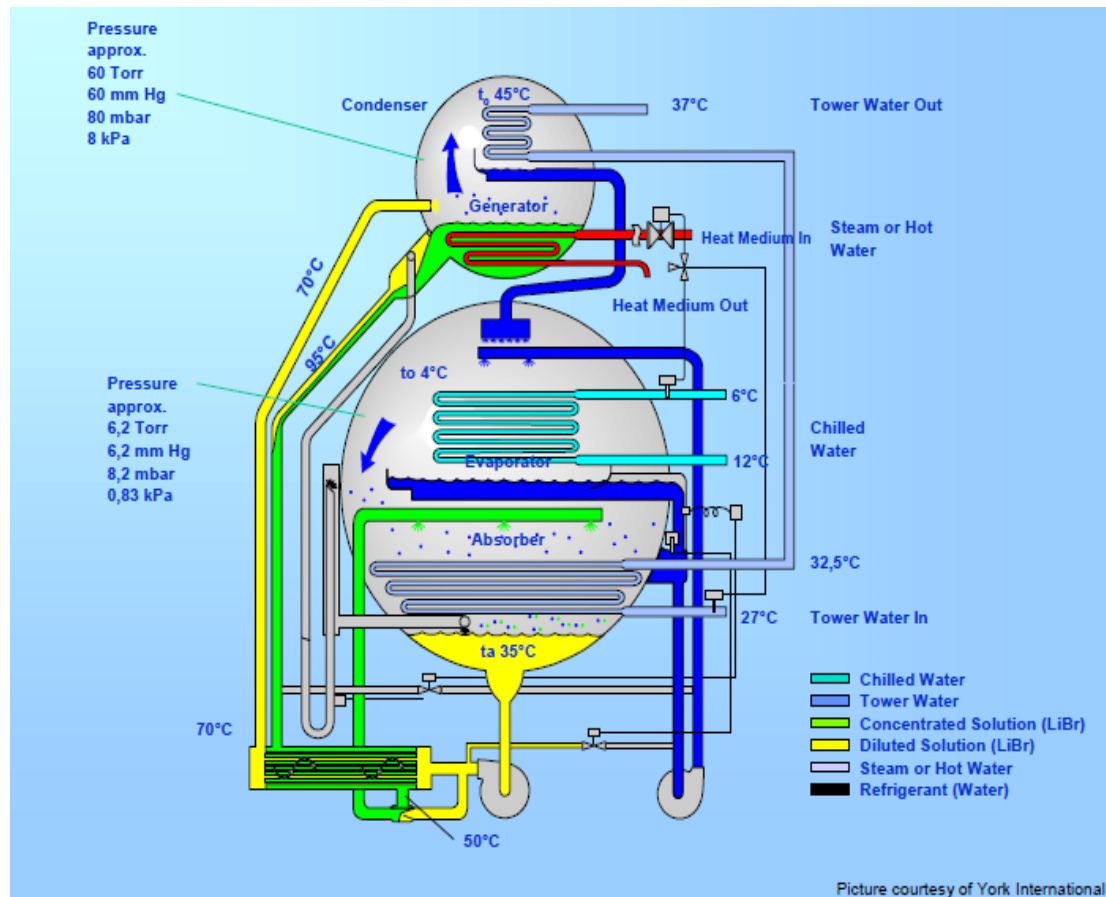 Pressure
approx.
60 Torr
60 mm Hg
80 mbar
8 kPa
Condenser
to 45°C
37°C
Tower Water Out
Generator
Heat Medium In
Steam or Hot
Water
Heat Medium Out
70°C
95°C
to 4°C
Pressure
approx.
6,2 Torr
6,2 mm Hg
8,2 mbar
0,83 kPa
6°C
Chilled
Water
12°C
Evaporator
Absorber
32,5°C
27°C
Tower Water In
ta 35°C
70°C
50°C
Chilled Water
Tower Water
Concentrated Solution (LiBr)
Diluted Solution (LiBr)
Steam or Hot Water
Refrigerant (Water)
Picture courtesy of York International